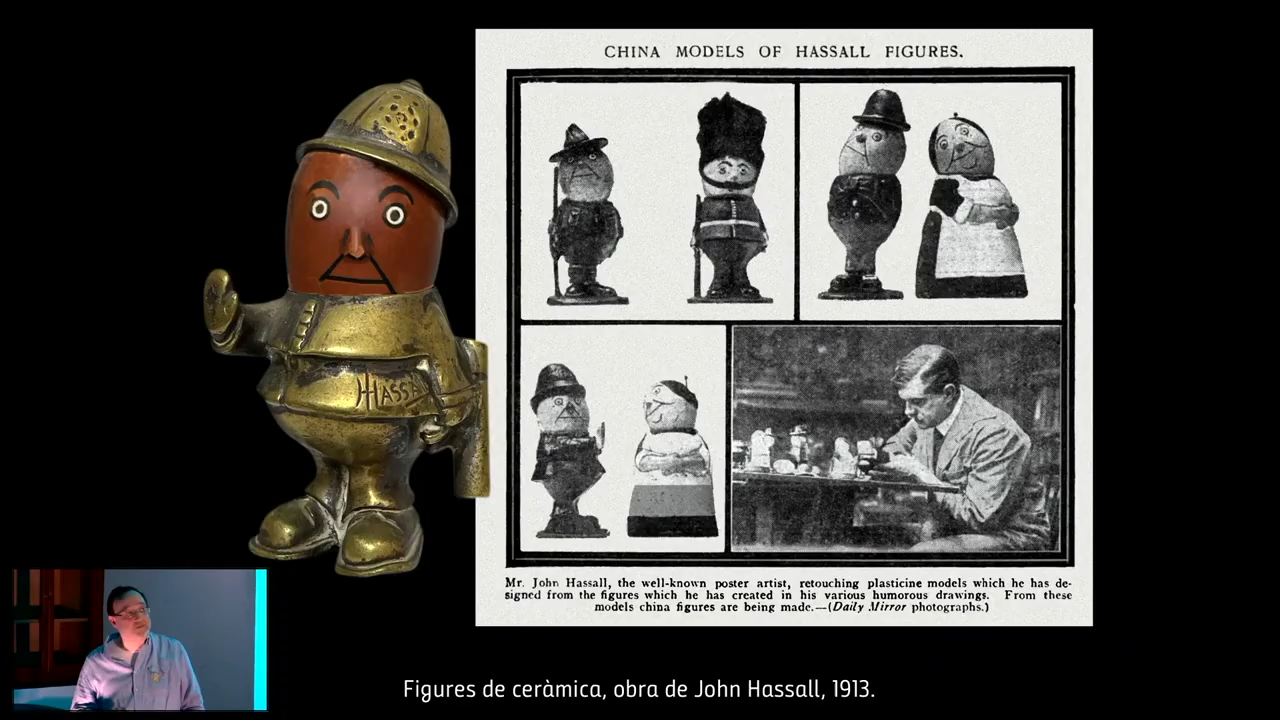 CHINA MODELS OF HASSALL FIGURES.
HASSA
Mr. John Hassall, the well-known poster artist, retouching plasticine models which he has de-
signed from the figures which he has created in his various humorous drawings. From these
models china figures are being made.—(Daily Mirror photographs.)
Figures de ceràmica, obra de John Hassall, 1913.